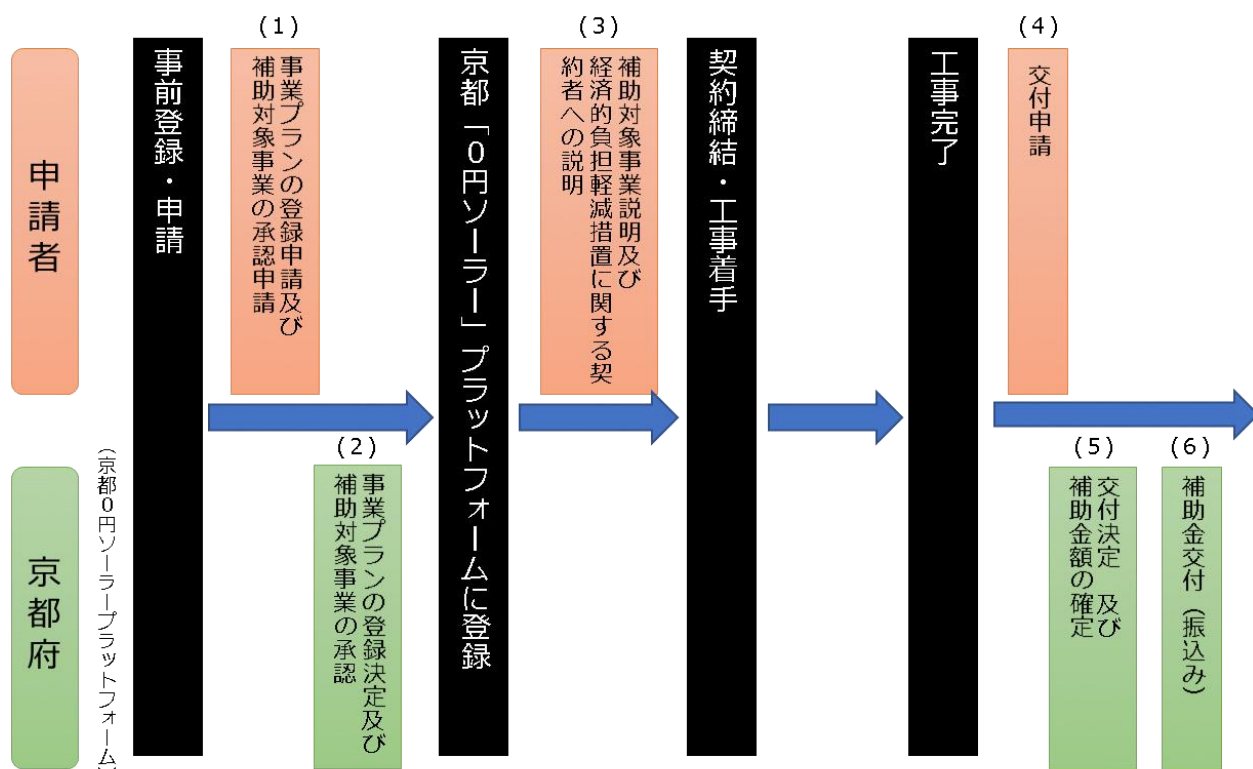 申請者
京都府
（京都０円ソーラープラットフォーム）
事前登録・申請
(1)
事業プランの登録申請及び
補助対象事業の承認申請
(2)
事業プランの登録決定及び
補助対象事業の承認
京都「０円ソーラー」プラットフォームに登録
(3)
補助対象事業説明及び
経済的負担軽減措置に関する契
約者への説明
契約締結・工事着手
工事完了
(4)
交付申請
(5)
交付決定　及び
補助金額の確定
(6)
補助金交付（振込み）